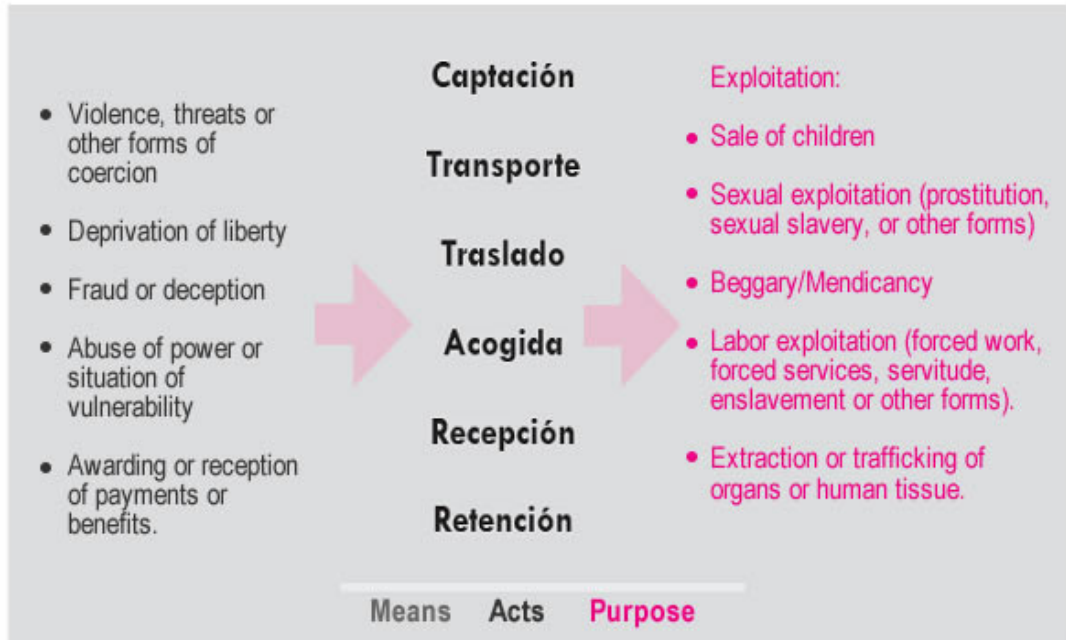 • Violence, threats or
other forms of
coercion
• Deprivation of liberty
• Fraud or deception
• Abuse of power or
situation of
vulnerability
• Awarding or reception
of payments or
benefits.
Captación
Transporte
Traslado
Acogida
Recepción
Retención
Exploitation:
• Sale of children
• Sexual exploitation (prostitution,
sexual slavery, or other forms)
• Beggary/Mendicancy
• Labor exploitation (forced work,
forced services, servitude,
enslavement or other forms).
• Extraction or trafficking of
organs or human tissue.
Means Acts Purpose